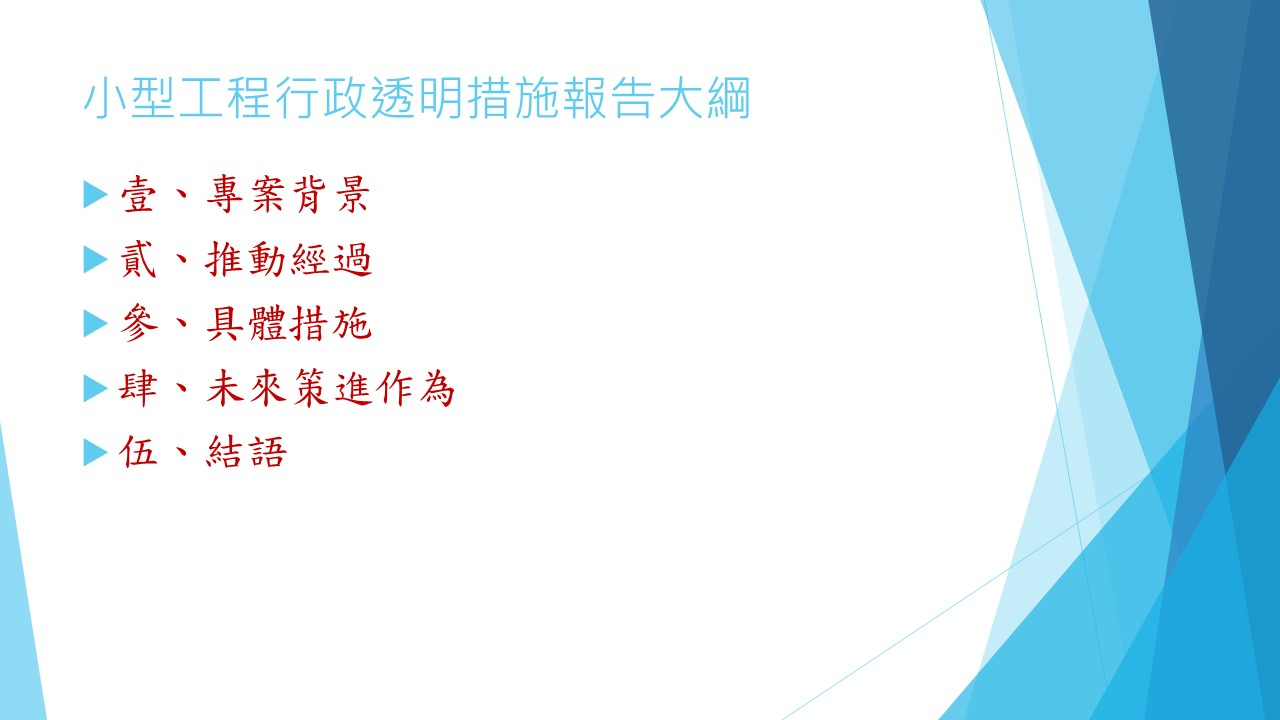 小型工程行政透明措施報告大綱
壹、專案背景
貳、推動經過
參、具體措施
肆、未來策進作為
伍、結語